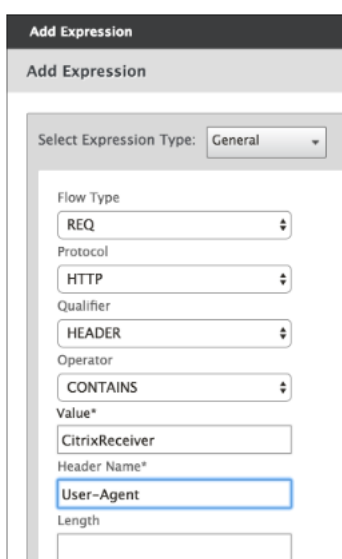 Add Expression
Add Expression
Select Expression Type: General
Flow Type
REQ
Protocol
HTTP
Qualifier
HEADER
Operator
CONTAINS
Value*
CitrixReceiver
Header Name*
User-Agent
Length